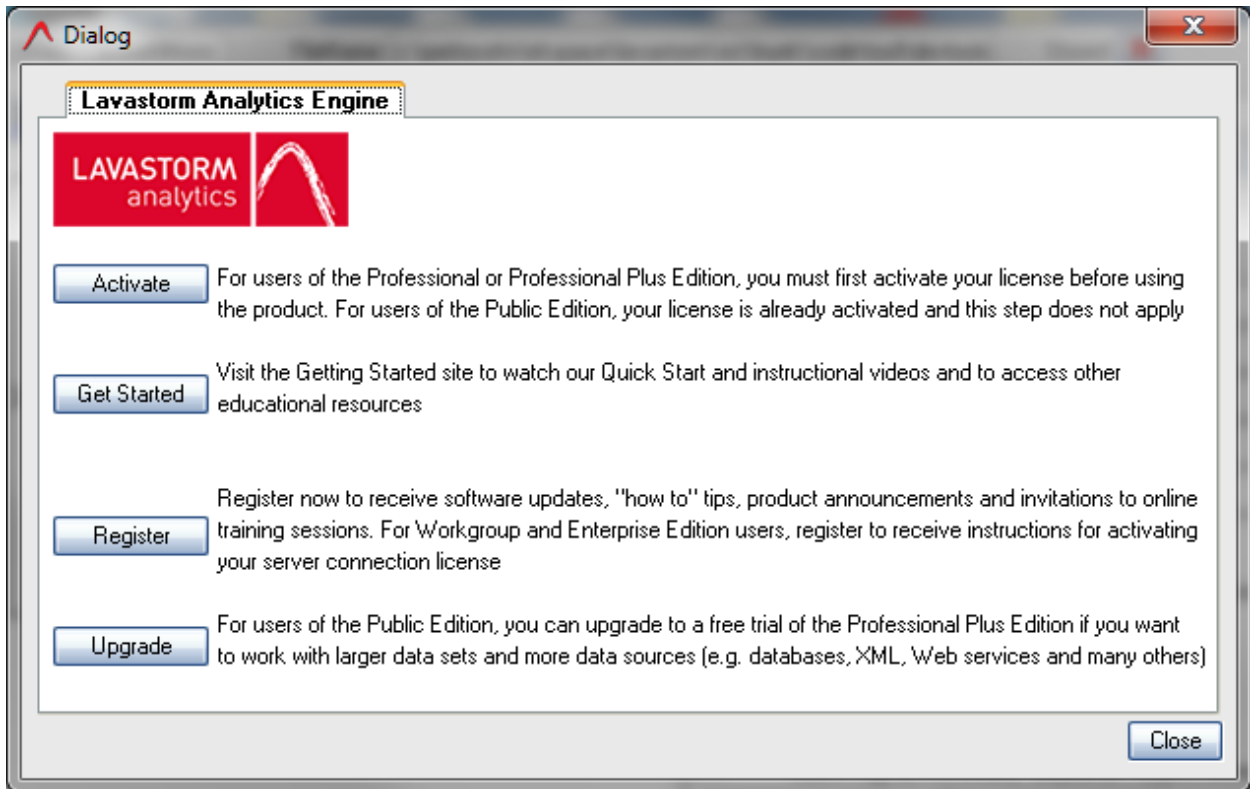 Dialog
Lavastorm Analytics Engine
LAVASTORM
analytics
Activate
For users of the Professional or Professional Plus Edition, you must first activate your license before using
the product. For users of the Public Edition, your license is already activated and this step does not apply
Get Started
Visit the Getting Started site to watch our Quick Start and instructional videos and to access other
educational resources
Register
Register now to receive software updates, "how to" tips, product announcements and invitations to online
training sessions. For Workgroup and Enterprise Edition users, register to receive instructions for activating
your server connection license
Upgrade
For users of the Public Edition, you can upgrade to a free trial of the Professional Plus Edition if you want
to work with larger data sets and more data sources (e.g. databases, XML, Web services and many others)
Close